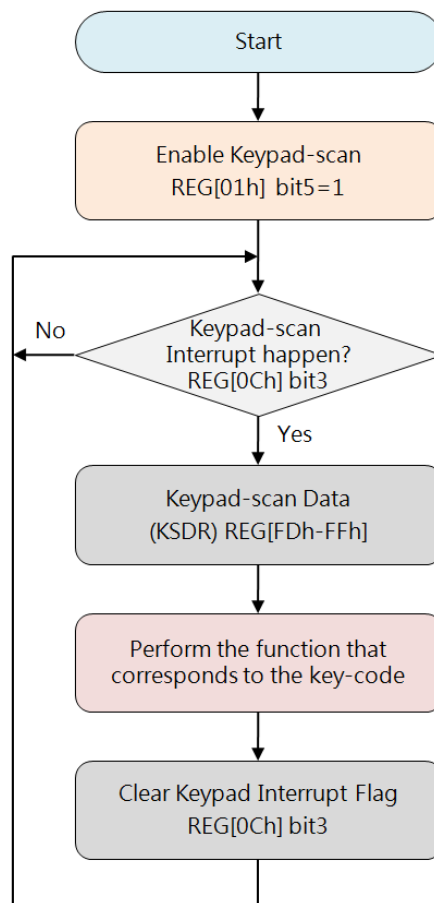 Start
Enable Keypad-scan
REG[01h] bit5=1
No
Keypad-scan
Interrupt happen?
REG[0Ch] bit3
Yes
Keypad-scan Data
(KSDR) REG[FDh-FFh]
Perform the function that
corresponds to the key-code
Clear Keypad Interrupt Flag
REG[0Ch] bit3